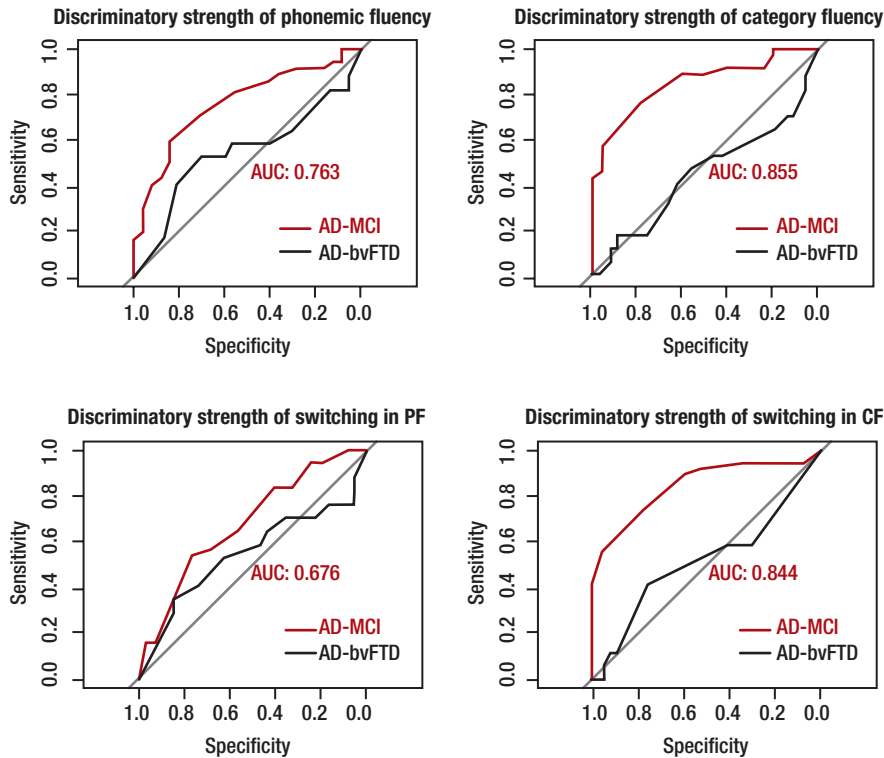 Discriminatory strength of phonemic fluency
Sensitivity
0.0 0.2 0.4 0.6 0.8 1.0
AUC: 0.763
AD-MCI
AD-bvFTD
1.0 0.8 0.6 0.4 0.2 0.0
Specificity
Discriminatory strength of category fluency
Sensitivity
0.0 0.2 0.4 0.6 0.8 1.0
AUC: 0.855
AD-MCI
AD-bvFTD
1.0 0.8 0.6 0.4 0.2 0.0
Specificity
Discriminatory strength of switching in PF
Sensitivity
0.0 0.2 0.4 0.6 0.8 1.0
AUC: 0.676
AD-MCI
AD-bvFTD
1.0 0.8 0.6 0.4 0.2 0.0
Specificity
Discriminatory strength of switching in CF
Sensitivity
0.0 0.2 0.4 0.6 0.8 1.0
AUC: 0.844
AD-MCI
AD-bvFTD
1.0 0.8 0.6 0.4 0.2 0.0
Specificity